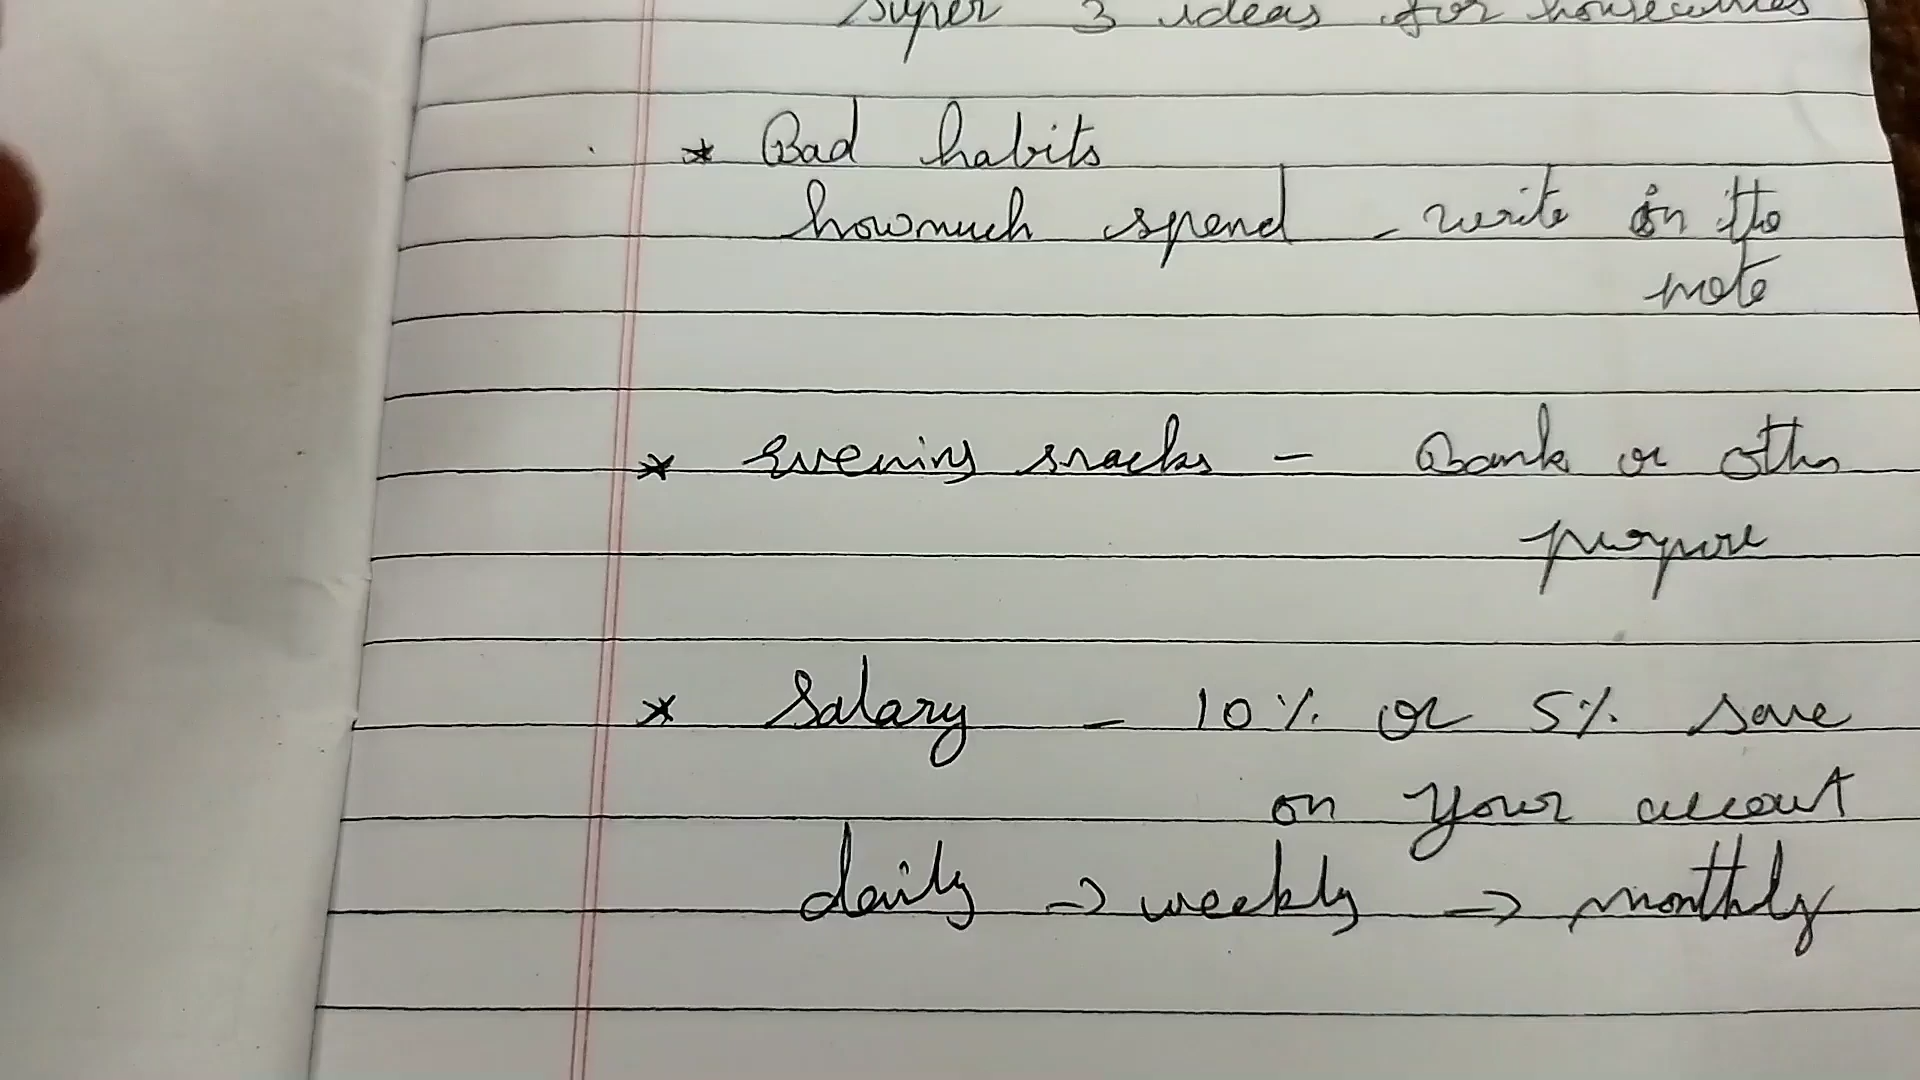 Super 3 ideas for housewives
* Bad habits
howmuch spend - write in the
note
* Evening snacks - Bank or other
purpose
* Salary - 10% or 5% save
on your account
daily → weekly → monthly